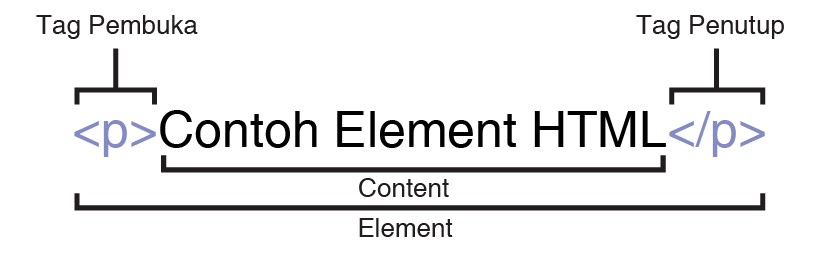 Tag Pembuka
Tag Penutup
<p>Contoh Element HTML</p>
Content
Element